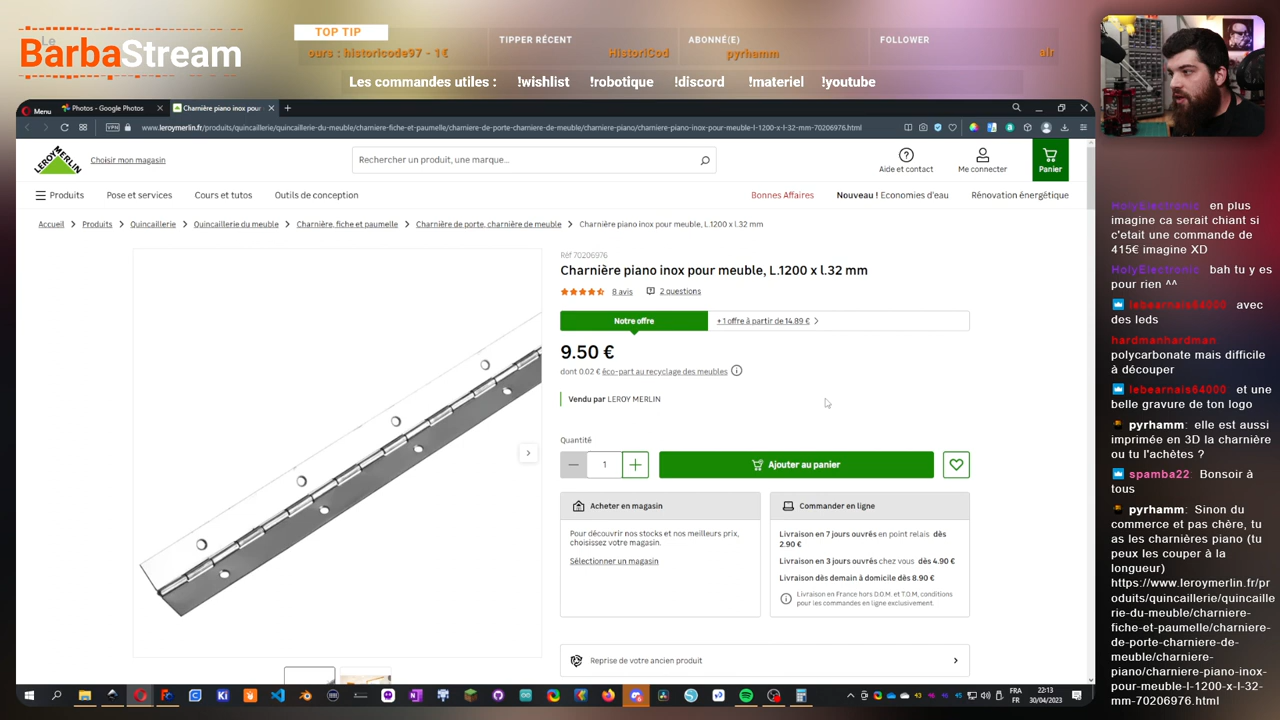 Le
BarbaStream
TOP TIP
ours : historicode97 - 1€
TIPPER RÉCENT
HistoriCod
ABONNÉ(E)
pyrhamm
FOLLOWER
alr
Les commandes utiles : !wishlist !robotique !discord !materiel !youtube
Menu
Photos - Google Photos
Charnière piano inox pour
VPN
www.leroymerlin.fr/produits/quincaillerie/quincaillerie-du-meuble/charniere-fiche-et-paumelle/charniere-de-porte-charniere-de-meuble/charniere-piano/charniere-piano-inox-pour-meuble-l-1200-x-l-32-mm-70206976.html
LEROY MERLIN
Choisir mon magasin
Rechercher un produit, une marque...
Aide et contact
Me connecter
Panier
Produits
Pose et services
Cours et tutos
Outils de conception
Bonnes Affaires
Nouveau ! Economies d'eau
Rénovation énergétique
Accueil
Produits
Quincaillerie
Quincaillerie du meuble
Charnière, fiche et paumelle
Charnière de porte, charnière de meuble
Charnière piano inox pour meuble, L.1200 x l.32 mm
Réf 70206976
Charnière piano inox pour meuble, L.1200 x l.32 mm
8 avis
2 questions
Notre offre
+ 1 offre à partir de 14.89 €
9.50 €
dont 0.02 € éco-part au recyclage des meubles
Vendu par LEROY MERLIN
Quantité
1
Ajouter au panier
Acheter en magasin
Pour découvrir nos stocks et nos meilleurs prix,
choisissez votre magasin.
Sélectionner un magasin
Commander en ligne
Livraison en 7 jours ouvrés en point relais dès
2.90 €
Livraison en 3 jours ouvrés chez vous dès 4.90 €
Livraison dès demain à domicile dès 8.90 €
Livraison en France hors D.O.M. et T.O.M, conditions
pour les commandes en ligne exclusivement.
Reprise de votre ancien produit
HolyElectronic en plus
imagine ca serait chiant si
c'etait une commande de
415€ imagine XD
HolyElectronic bah tu y es
pour rien ^^
lebearnais64000 avec
des leds
hardmanhardman
polycarbonate mais difficile
à découper
lebearnais64000 et une
belle gravure de ton logo
pyrhamm: elle est aussi
imprimée en 3D la charnière
ou tu l'achètes ?
spamba22: Bonsoir à
tous
pyrhamm: Sinon du
commerce et pas chère, tu
as les charnières piano (tu
peux les couper à la
longueur)
https://www.leroymerlin.fr/pr
oduits/quincaillerie/quincaille
rie-du-meuble/charniere-
fiche-et-paumelle/charniere-
de-porte-charniere-de-
meuble/charniere-
piano/charniere-piano-inox-
pour-meuble-l-1200-x-l-32-
mm-70206976.html
FRA
FR
22:13
30/04/2023